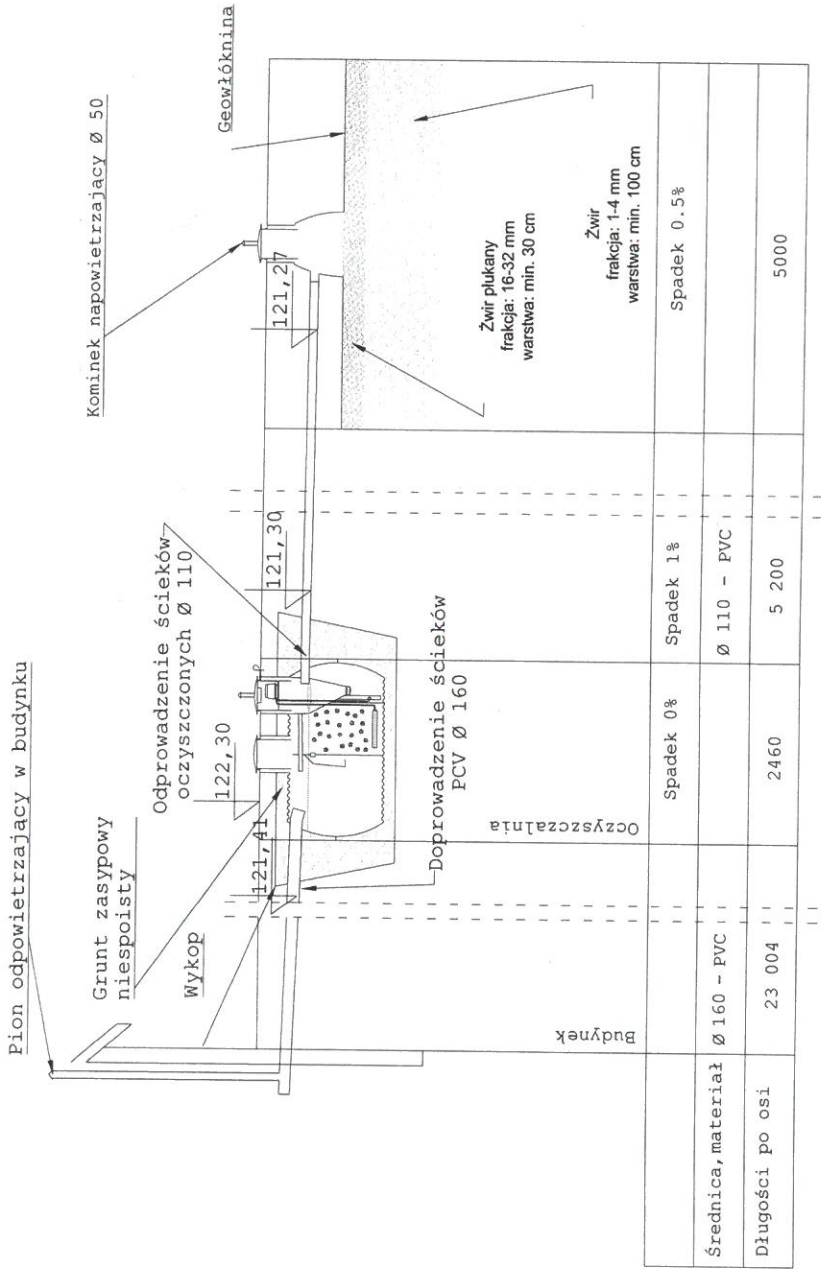 Pion odpowietrzający w budynku
Grunt zasypowy
niespoisty
Wykop
121,41
122,30
Odprowadzenie ścieków
oczyszczonych Ø 110
121,30
121,27
Kominek napowietrzający Ø 50
Geowłóknina
Doprowadzenie ścieków
PCV Ø 160
Żwir płukany
frakcja: 16-32 mm
warstwa: min. 30 cm
Żwir
frakcja: 1-4 mm
warstwa: min. 100 cm
Budynek
Oczyszczalnia
Spadek 0%
Spadek 1%
Spadek 0.5%
Średnica,materiał
Ø 160 - PVC
Ø 110 - PVC
Długości po osi
23 004
2460
5 200
5000